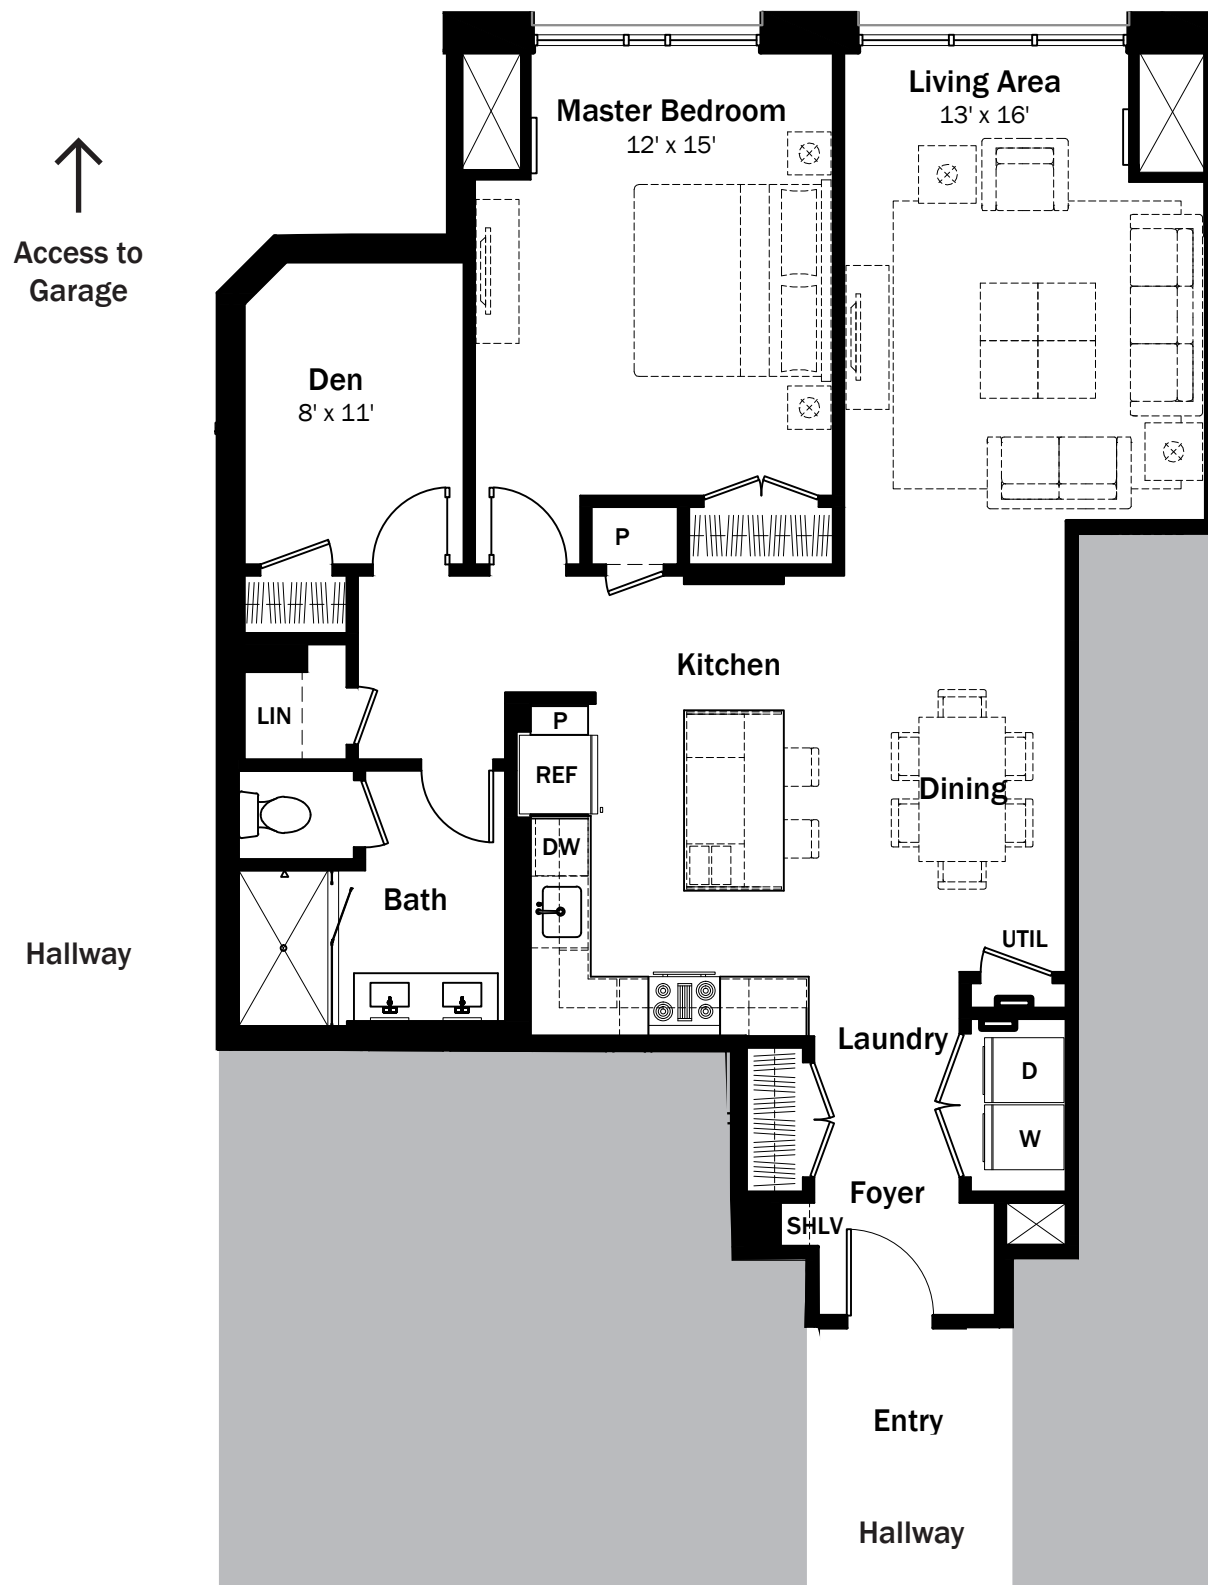 Living Area
13' x 16'
Master Bedroom
12' x 15'
Access to
Garage
Den
8' x 11'
P
Kitchen
LIN
P
REF
Dining
DW
Bath
UTIL
Hallway
Laundry
D
W
Foyer
SHLV
Entry
Hallway